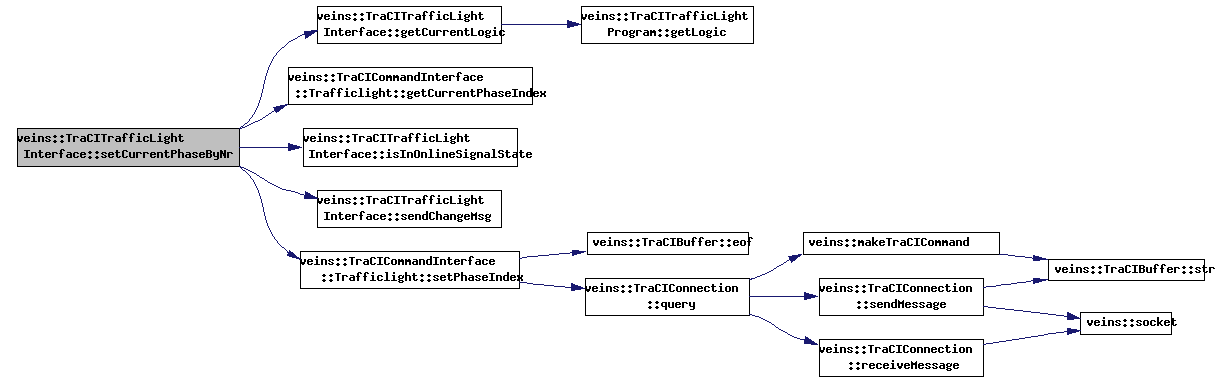 veins::TraCITrafficLight
Interface::getCurrentLogic
veins::TraCITrafficLight
Program::getLogic
veins::TraCICommandInterface
::Trafficlight::getCurrentPhaseIndex
veins::TraCITrafficLight
Interface::setCurrentPhaseByNr
veins::TraCITrafficLight
Interface::isInOnlineSignalState
veins::TraCITrafficLight
Interface::sendChangeMsg
veins::TraCICommandInterface
::Trafficlight::setPhaseIndex
veins::TraCIBuffer::eof
veins::TraCIConnection
::query
veins::makeTraCICommand
veins::TraCIConnection
::sendMessage
veins::TraCIConnection
::receiveMessage
veins::TraCIBuffer::str
veins::socket